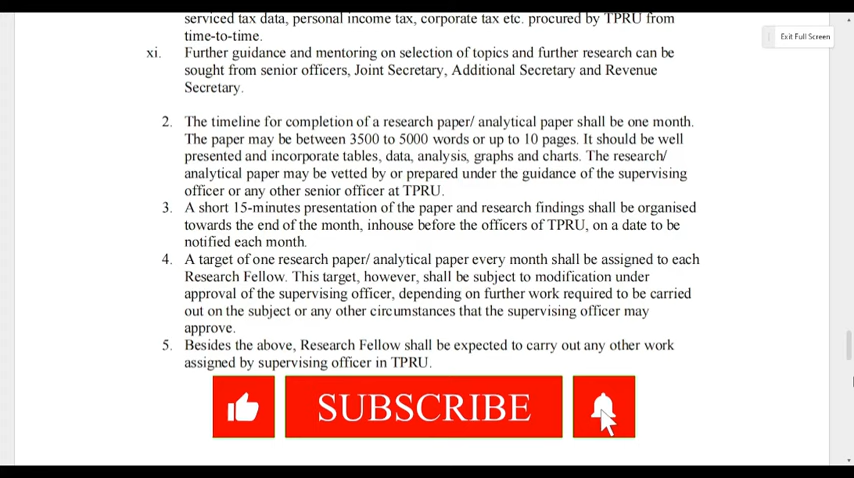 serviced tax data, personal income tax, corporate tax etc. procured by TPRU from
time-to-time.
xi. Further guidance and mentoring on selection of topics and further research can be
sought from senior officers, Joint Secretary, Additional Secretary and Revenue
Secretary.
2. The timeline for completion of a research paper/ analytical paper shall be one month.
The paper may be between 3500 to 5000 words or up to 10 pages. It should be well
presented and incorporate tables, data, analysis, graphs and charts. The research/
analytical paper may be vetted by or prepared under the guidance of the supervising
officer or any other senior officer at TPRU.
3. A short 15-minutes presentation of the paper and research findings shall be organised
towards the end of the month, inhouse before the officers of TPRU, on a date to be
notified each month.
4. A target of one research paper/ analytical paper every month shall be assigned to each
Research Fellow. This target, however, shall be subject to modification under
approval of the supervising officer, depending on further work required to be carried
out on the subject or any other circumstances that the supervising officer may
approve.
5. Besides the above, Research Fellow shall be expected to carry out any other work
assigned by supervising officer in TPRU.
SUBSCRIBE
Exit Full Screen